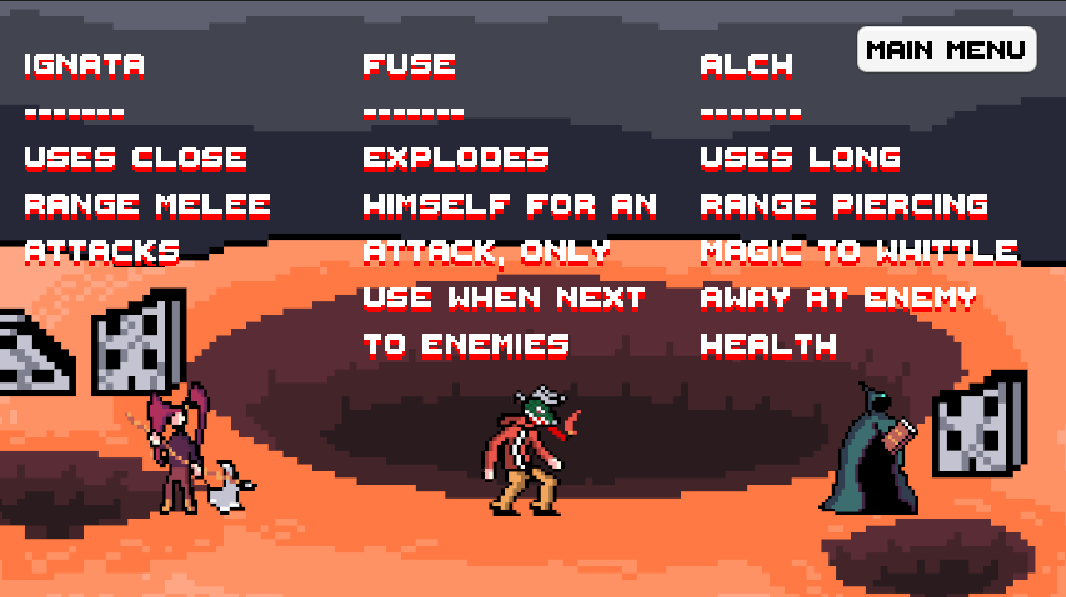 IGNATA
-------
USES CLOSE
RANGE MELEE
ATTACKS
FUSE
-------
EXPLODES
HIMSELF FOR AN
ATTACK, ONLY
USE WHEN NEXT
TO ENEMIES
ALCH
-------
USES LONG
RANGE PIERCING
MAGIC TO WHITTLE
AWAY AT ENEMY
HEALTH
MAIN MENU